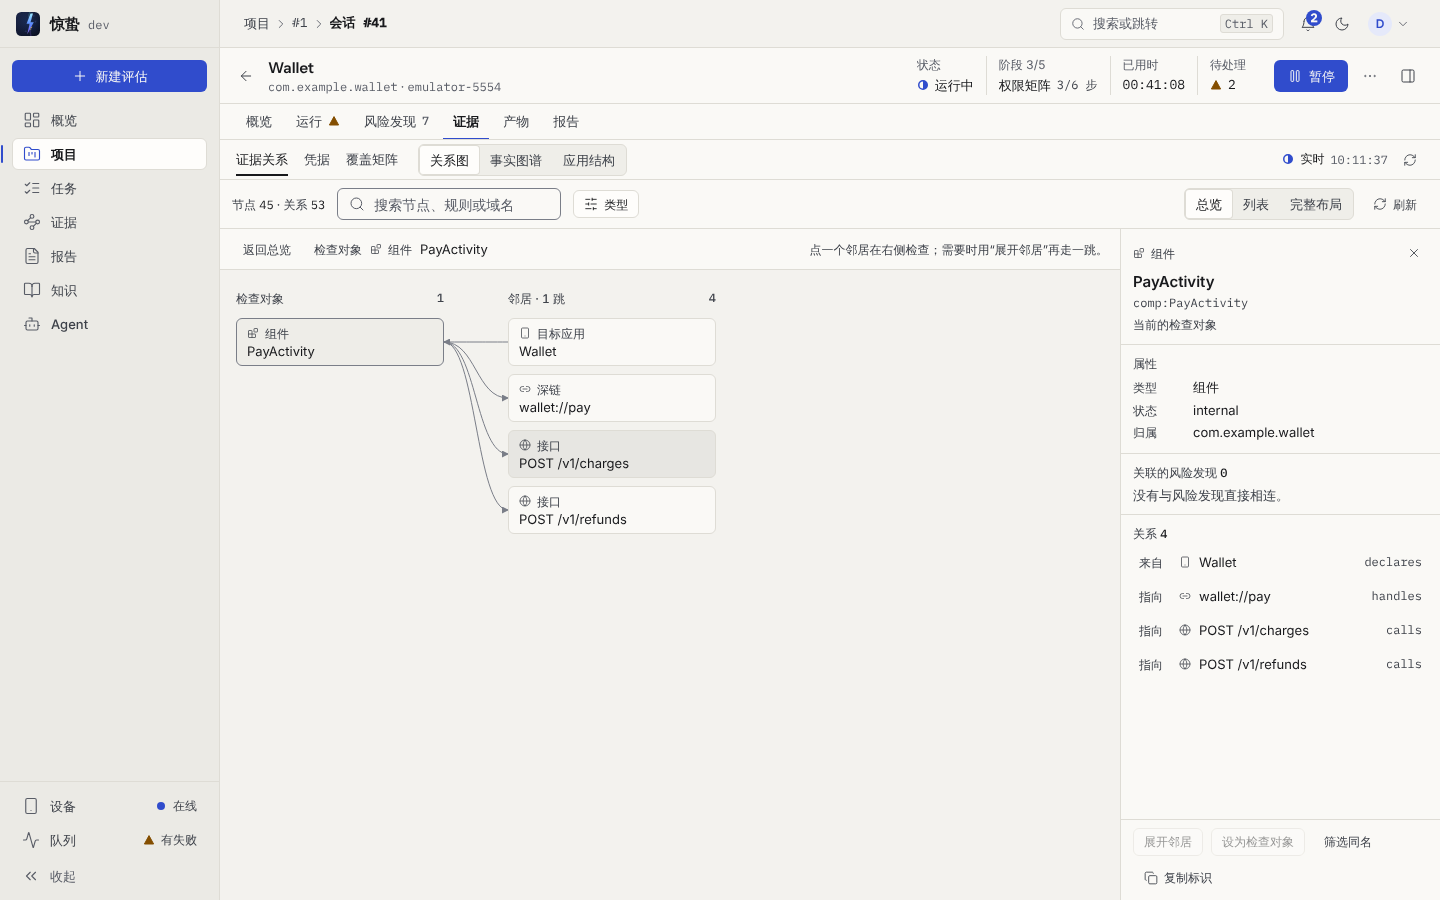 惊蛰 dev
新建评估
概览
项目
任务
证据
报告
知识
Agent
设备 在线
队列 有失败
收起
项目 #1 会话 #41
搜索或跳转 Ctrl K
2
D
Wallet
com.example.wallet · emulator-5554
状态
运行中
阶段 3/5
权限矩阵 3/6 步
已用时
00:41:08
待处理
2
暂停
概览 运行 风险发现 7 证据 产物 报告
证据关系 凭据 覆盖矩阵 关系图 事实图谱 应用结构
实时 10:11:37
节点 45 · 关系 53
搜索节点、规则或域名
类型
总览 列表 完整布局
刷新
返回总览 检查对象 组件 PayActivity
点一个邻居在右侧检查；需要时用“展开邻居”再走一跳。
检查对象 1
组件
PayActivity
邻居 · 1 跳 4
目标应用
Wallet
深链
wallet://pay
接口
POST /v1/charges
接口
POST /v1/refunds
组件
PayActivity
comp:PayActivity
当前的检查对象
属性
类型 组件
状态 internal
归属 com.example.wallet
关联的风险发现 0
没有与风险发现直接相连。
关系 4
来自 Wallet declares
指向 wallet://pay handles
指向 POST /v1/charges calls
指向 POST /v1/refunds calls
展开邻居 设为检查对象 筛选同名
复制标识